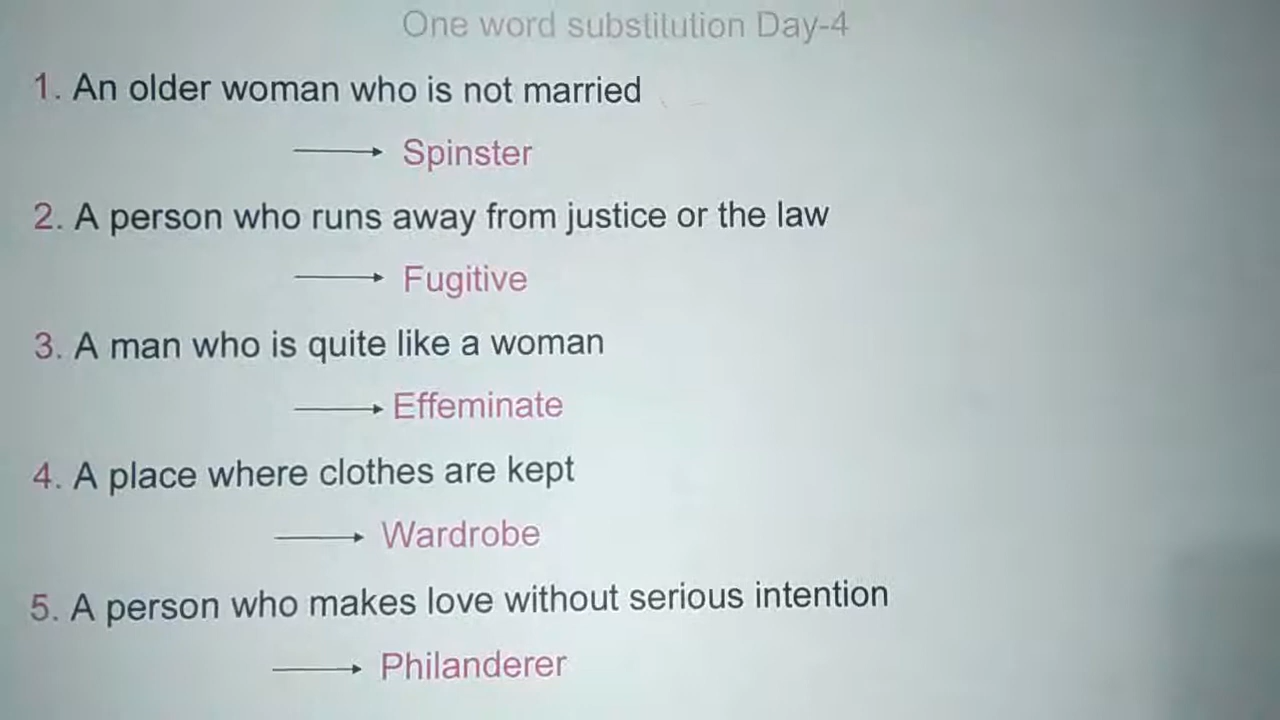 One word substitution Day-4
1. An older woman who is not married
Spinster
2. A person who runs away from justice or the law
Fugitive
3. A man who is quite like a woman
Effeminate
4. A place where clothes are kept
Wardrobe
5. A person who makes love without serious intention
Philanderer